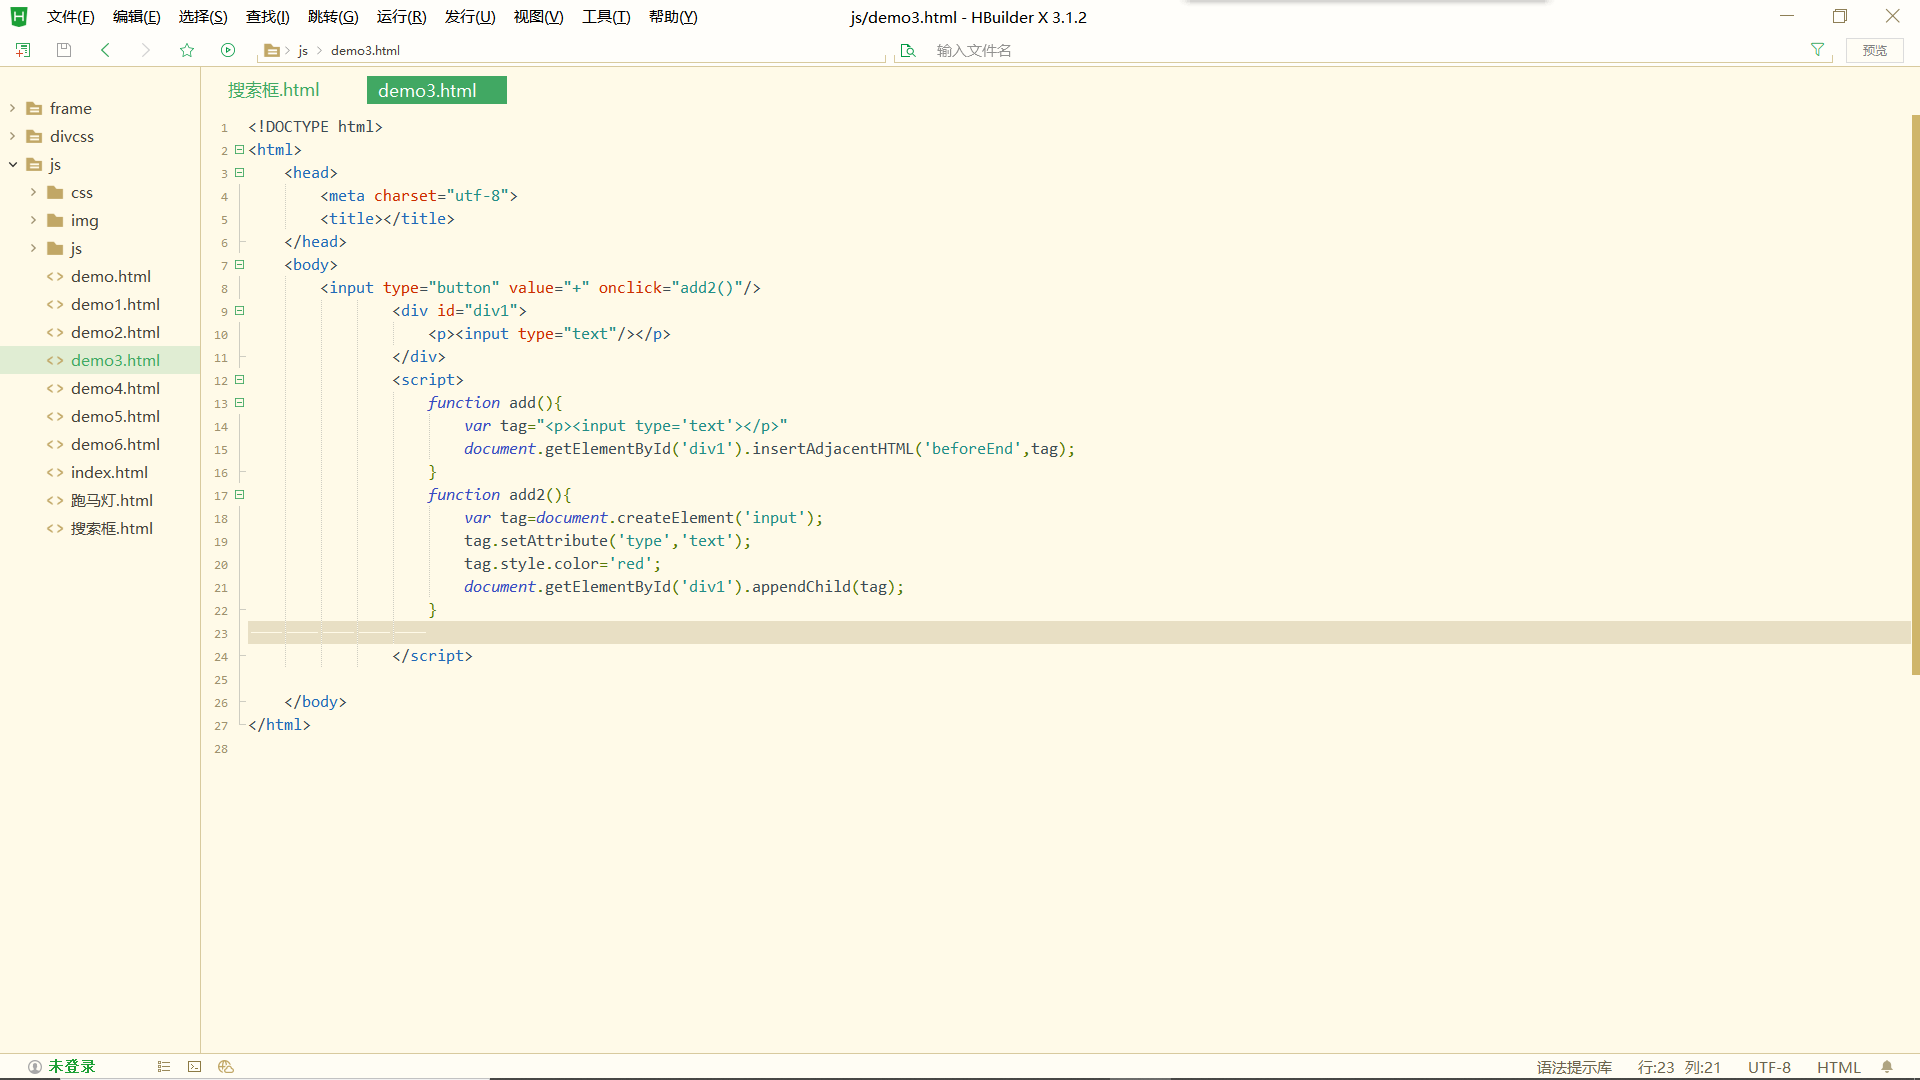 文件(F) 编辑(E) 选择(S) 查找(I) 跳转(G) 运行(R) 发行(U) 视图(V) 工具(T) 帮助(Y) js/demo3.html - HBuilder X 3.1.2
js demo3.html 输入文件名 预览
搜索框.html demo3.html
frame
divcss
js
css
img
js
demo.html
demo1.html
demo2.html
demo3.html
demo4.html
demo5.html
demo6.html
index.html
跑马灯.html
搜索框.html
1 <!DOCTYPE html>
2 <html>
3 <head>
4 <meta charset="utf-8">
5 <title></title>
6 </head>
7 <body>
8 <input type="button" value="+" onclick="add2()"/>
9 <div id="div1">
10 <p><input type="text"/></p>
11 </div>
12 <script>
13 function add(){
14 var tag="<p><input type='text'></p>"
15 document.getElementById('div1').insertAdjacentHTML('beforeEnd',tag);
16 }
17 function add2(){
18 var tag=document.createElement('input');
19 tag.setAttribute('type','text');
20 tag.style.color='red';
21 document.getElementById('div1').appendChild(tag);
22 }
23
24 </script>
25
26 </body>
27 </html>
28
未登录 语法提示库 行:23 列:21 UTF-8 HTML